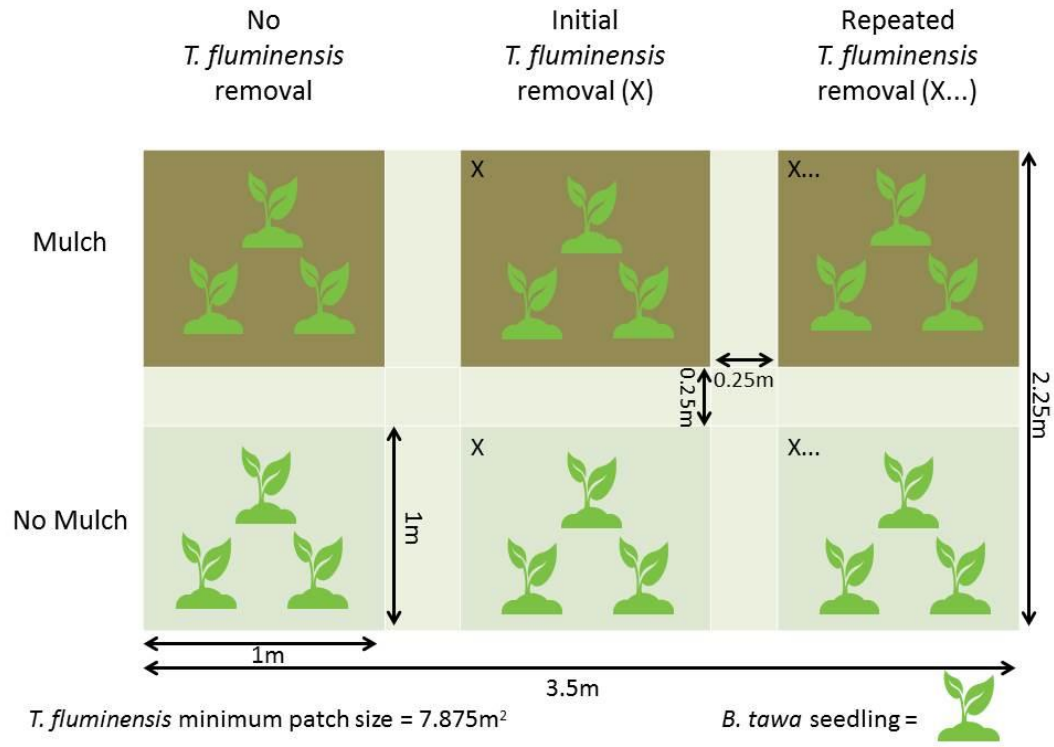 No
T. fluminensis
removal
Initial
T. fluminensis
removal (X)
Repeated
T. fluminensis
removal (X...)
Mulch
X
X...
0.25m
0.25m
2.25m
No Mulch
X
X...
1m
1m
3.5m
T. fluminensis minimum patch size = 7.875m²
B. tawa seedling =